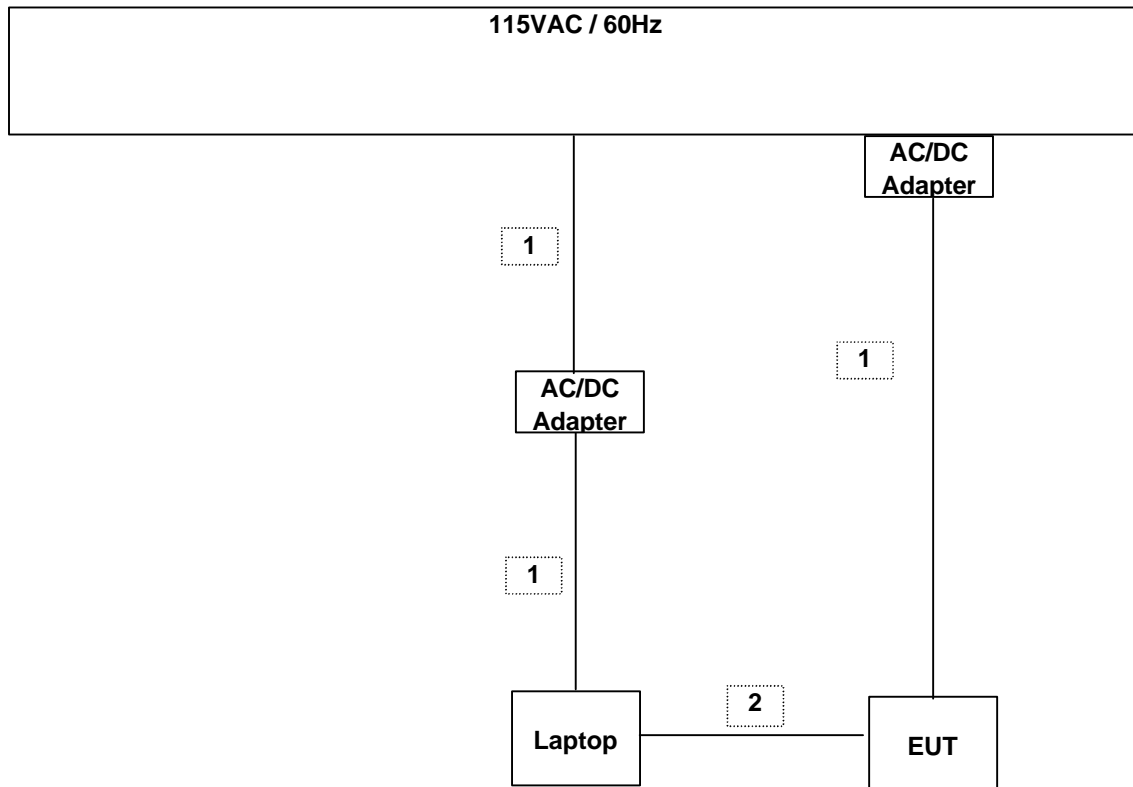 115VAC / 60Hz
AC/DC
Adapter
1
1
AC/DC
Adapter
1
2
Laptop
EUT